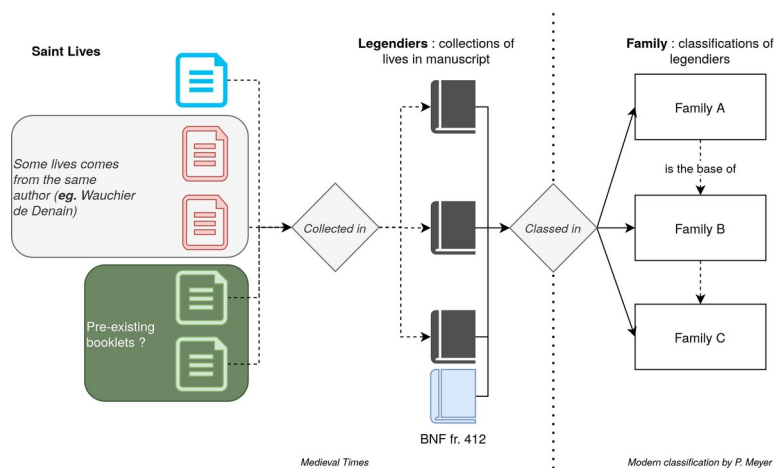 Saint Lives
Some lives comes
from the same
author (eg. Wauchier
de Denain)
Pre-existing
booklets ?
Collected in
Legendiers : collections of
lives in manuscript
BNF fr. 412
Medieval Times
Classed in
Family : classifications of
legendiers
Family A
is the base of
Family B
Family C
Modern classification by P. Meyer